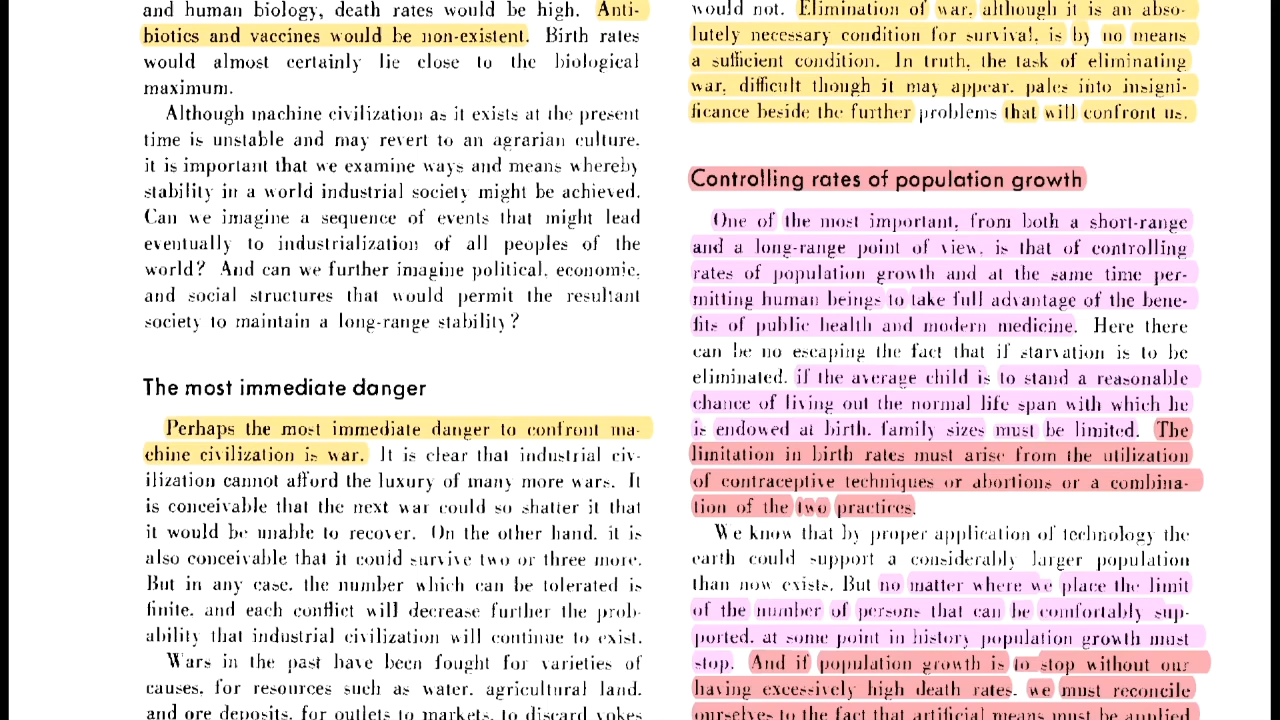 and human biology, death rates would be high. Anti-
biotics and vaccines would be non-existent. Birth rates
would almost certainly lie close to the biological
maximum.
Although machine civilization as it exists at the present
time is unstable and may revert to an agrarian culture,
it is important that we examine ways and means whereby
stability in a world industrial society might be achieved.
Can we imagine a sequence of events that might lead
eventually to industrialization of all peoples of the
world? And can we further imagine political, economic,
and social structures that would permit the resultant
society to maintain a long-range stability?
The most immediate danger
Perhaps the most immediate danger to confront ma-
chine civilization is war. It is clear that industrial civ-
ilization cannot afford the luxury of many more wars. It
is conceivable that the next war could so shatter it that
it would be unable to recover. On the other hand, it is
also conceivable that it could survive two or three more.
But in any case, the number which can be tolerated is
finite, and each conflict will decrease further the prob-
ability that industrial civilization will continue to exist.
Wars in the past have been fought for varieties of
causes, for resources such as water, agricultural land,
and ore deposits, for outlets to markets, to discard yokes
would not. Elimination of war, although it is an abso-
lutely necessary condition for survival, is by no means
a sufficient condition. In truth, the task of eliminating
war, difficult though it may appear, pales into insigni-
ficance beside the further problems that will confront us.
Controlling rates of population growth
One of the most important, from both a short-range
and a long-range point of view, is that of controlling
rates of population growth and at the same time per-
mitting human beings to take full advantage of the bene-
fits of public health and modern medicine. Here there
can be no escaping the fact that if starvation is to be
eliminated, if the average child is to stand a reasonable
chance of living out the normal life span with which he
is endowed at birth, family sizes must be limited. The
limitation in birth rates must arise from the utilization
of contraceptive techniques or abortions or a combina-
tion of the two practices.
We know that by proper application of technology the
earth could support a considerably larger population
than now exists. But no matter where we place the limit
of the number of persons that can be comfortably sup-
ported, at some point in history population growth must
stop. And if population growth is to stop without our
having excessively high death rates, we must reconcile
ourselves to the fact that artificial means must be applied